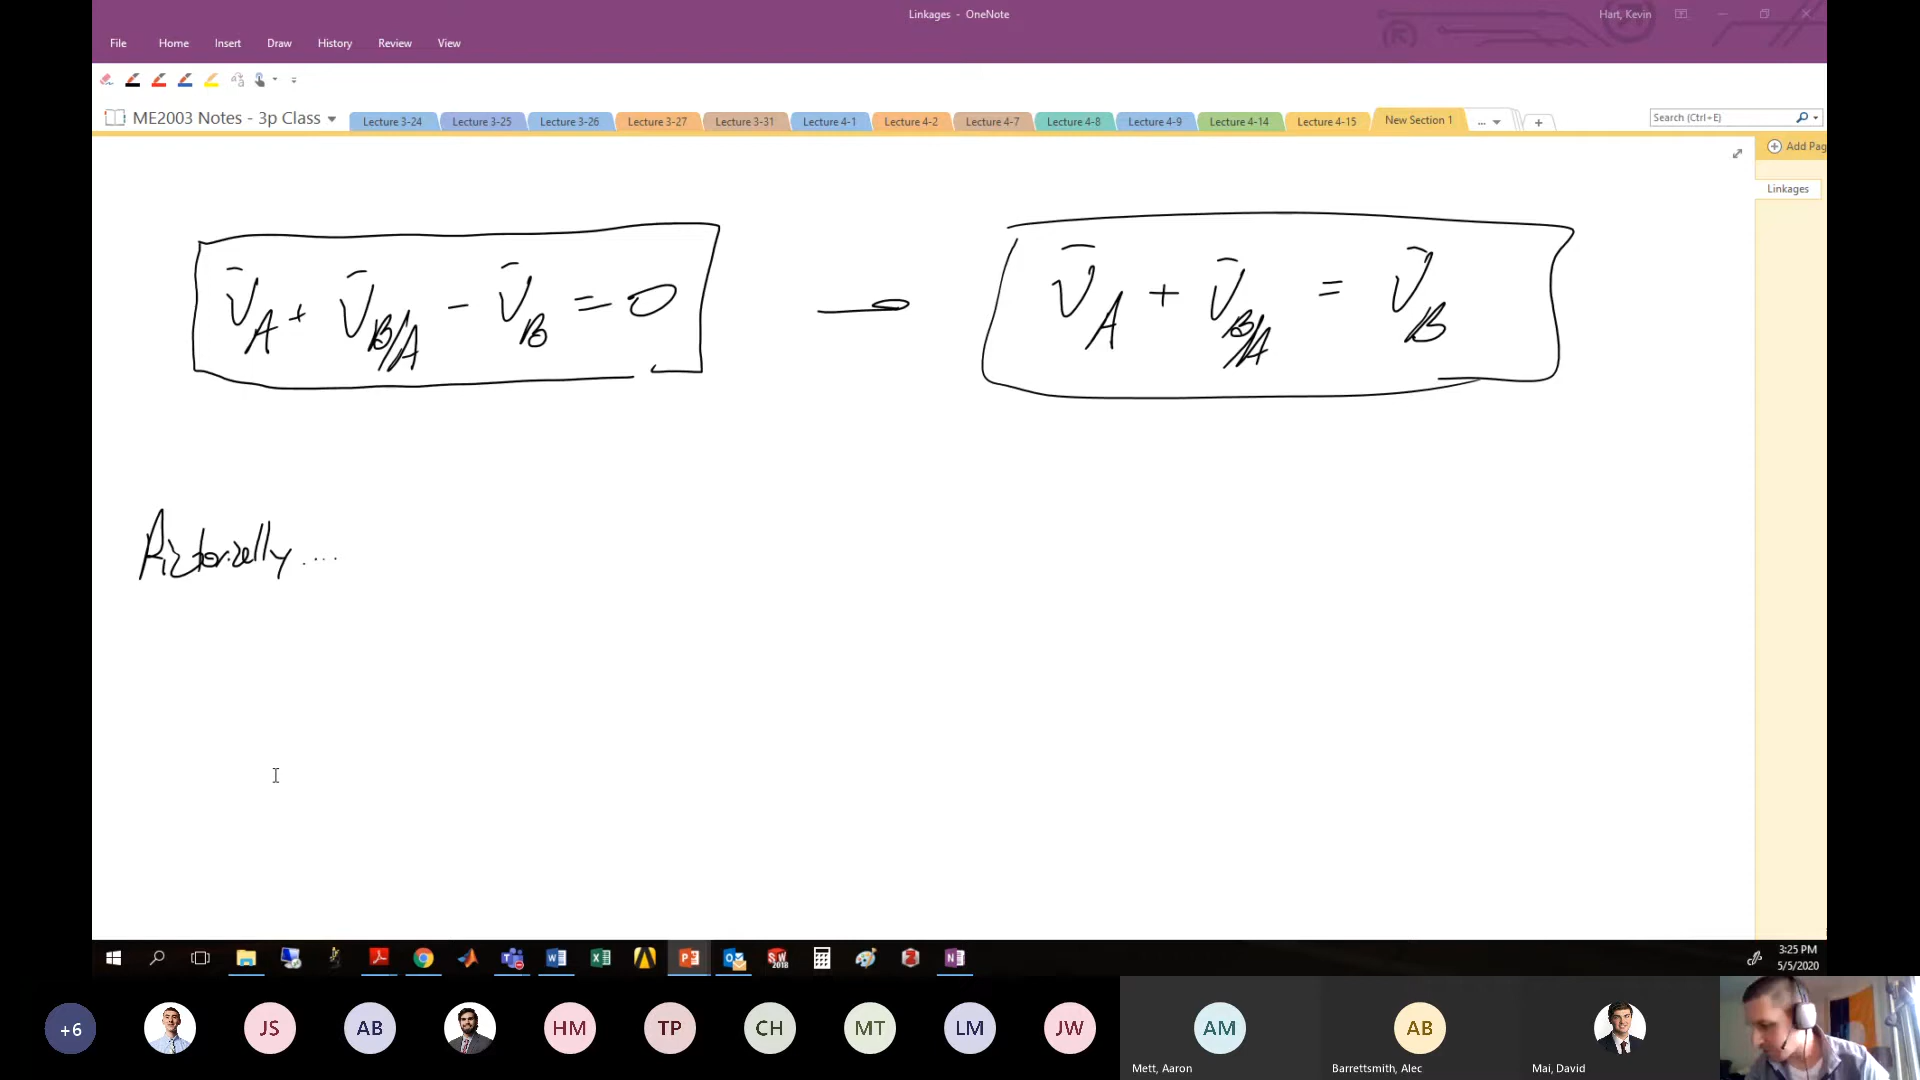 Linkages - OneNote
Hart, Kevin
File Home Insert Draw History Review View
ME2003 Notes - 3p Class Lecture 3-24 Lecture 3-25 Lecture 3-26 Lecture 3-27 Lecture 3-31 Lecture 4-1 Lecture 4-2 Lecture 4-7 Lecture 4-8 Lecture 4-9 Lecture 4-14 Lecture 4-15 New Section 1 ... + Search (Ctrl+E)
Add Pag
Linkages
V̄A + V̄B/A - V̄B = 0
V̄A + V̄B/A = V̄B
Pictorially ....
3:25 PM
5/5/2020
+6 JS AB HM TP CH MT LM JW AM AB
Mett, Aaron Barrettsmith, Alec Mai, David